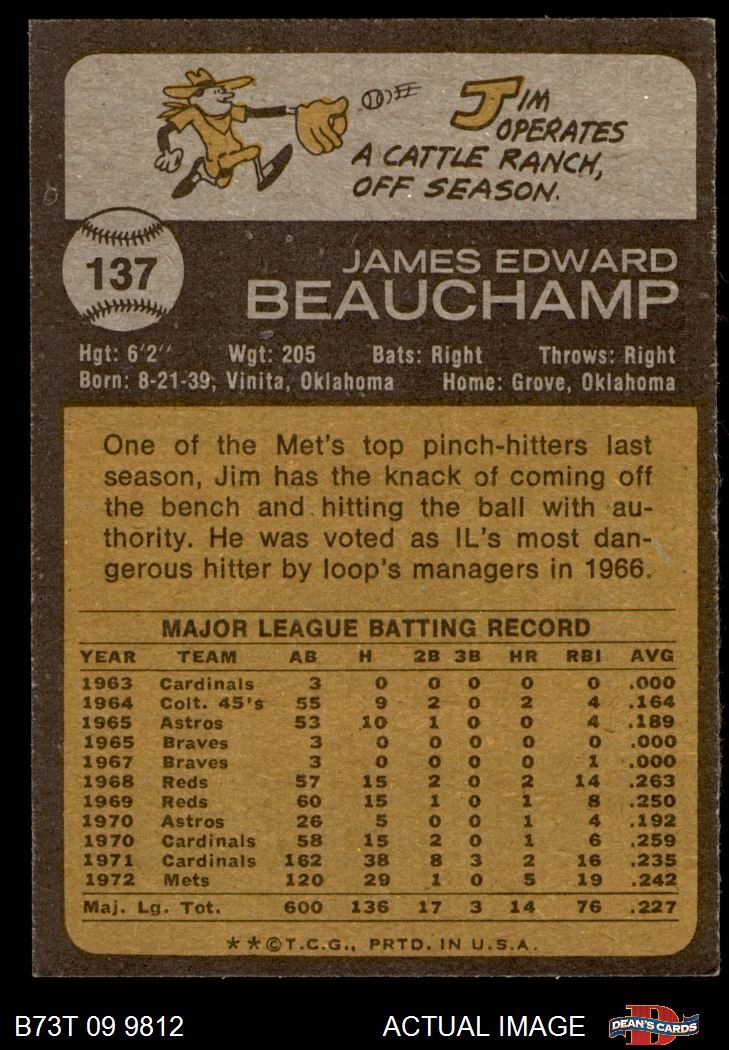 JIM
OPERATES
A CATTLE RANCH,
OFF SEASON.
137
JAMES EDWARD
BEAUCHAMP
Hgt: 6'2" Wgt: 205 Bats: Right Throws: Right
Born: 8-21-39, Vinita, Oklahoma Home: Grove, Oklahoma
One of the Met's top pinch-hitters last
season, Jim has the knack of coming off
the bench and hitting the ball with au-
thority. He was voted as IL's most dan-
gerous hitter by loop's managers in 1966.
MAJOR LEAGUE BATTING RECORD
YEAR TEAM AB H 2B 3B HR RBI AVG
1963 Cardinals 3 0 0 0 0 0 .000
1964 Colt. 45's 55 9 2 0 2 4 .164
1965 Astros 53 10 1 0 0 4 .189
1965 Braves 3 0 0 0 0 0 .000
1967 Braves 3 0 0 0 0 1 .000
1968 Reds 57 15 2 0 2 14 .263
1969 Reds 60 15 1 0 1 8 .250
1970 Astros 26 5 0 0 1 4 .192
1970 Cardinals 58 15 2 0 1 6 .259
1971 Cardinals 162 38 8 3 2 16 .235
1972 Mets 120 29 1 0 5 19 .242
Maj. Lg. Tot. 600 136 17 3 14 76 .227
**©T.C.G., PRTD. IN U.S.A.
B73T 09 9812 ACTUAL IMAGE D DEAN'S CARDS